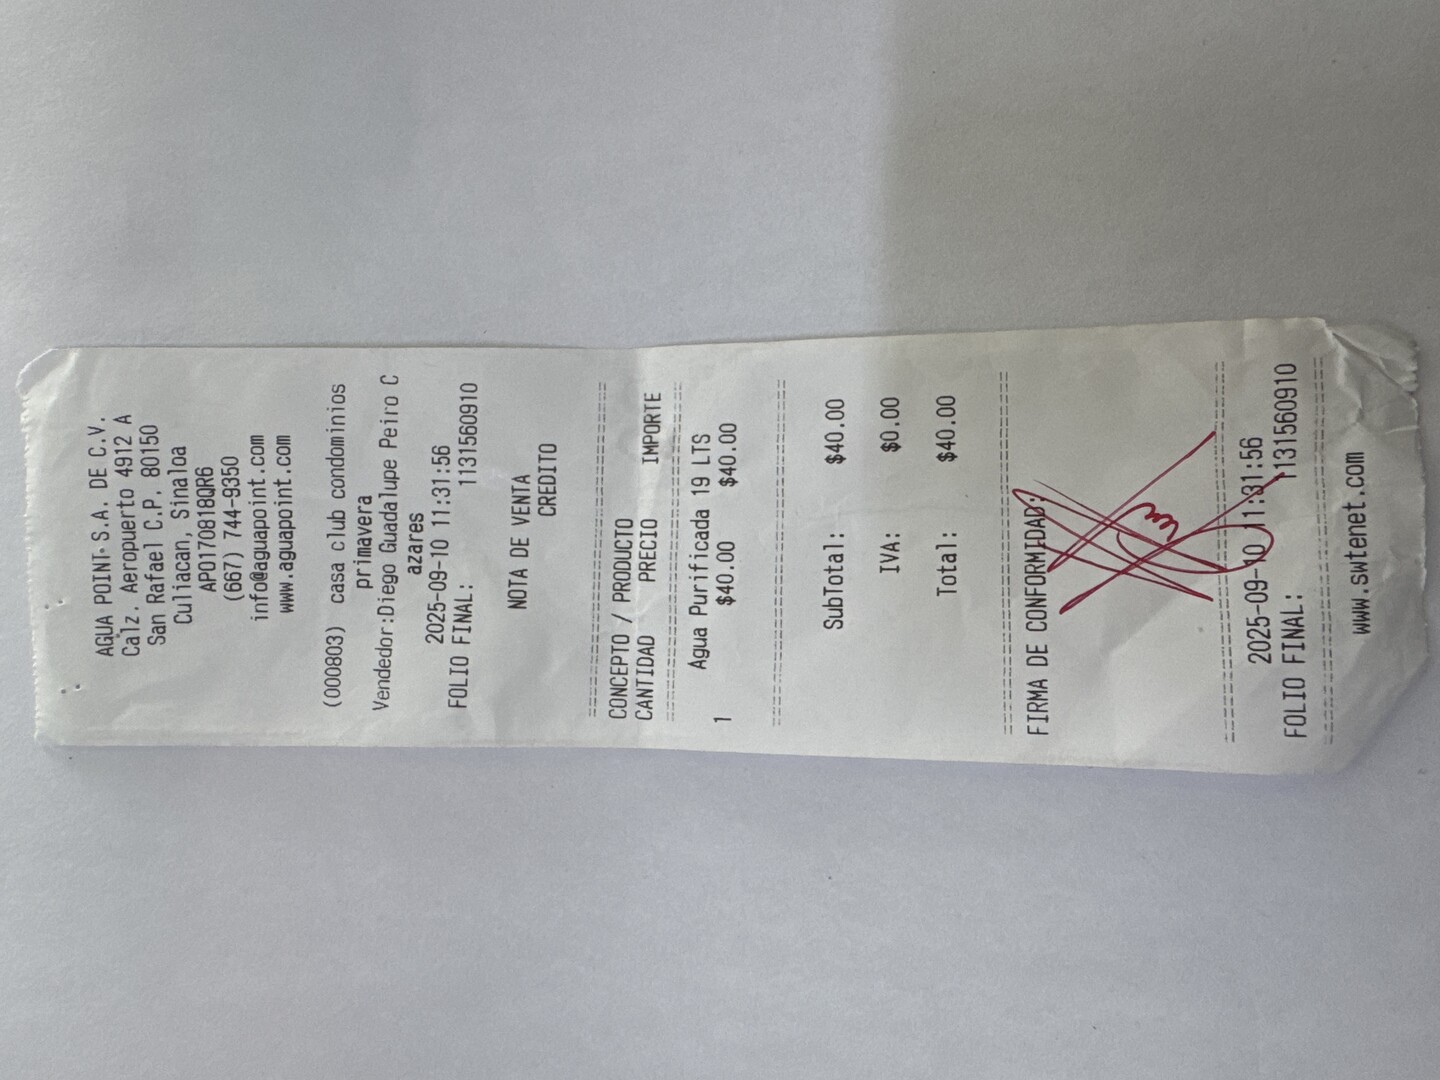 AGUA POINT S.A. DE C.V.
Calz. Aeropuerto 4912 A
San Rafael C.P. 80150
Culiacan, Sinaloa
APO170818QR6
(667) 744-9350
info@aguapoint.com
www.aguapoint.com
(000803) casa club condominios
primavera
Vendedor:Diego Guadalupe Peiro C
azares
2025-09-10 11:31:56
FOLIO FINAL: 1131560910
NOTA DE VENTA
CREDITO
CONCEPTO / PRODUCTO
CANTIDAD PRECIO IMPORTE
Agua Purificada 19 LTS
1 $40.00 $40.00
SubTotal: $40.00
IVA: $0.00
Total: $40.00
FIRMA DE CONFORMIDAD:
2025-09-10 11:31:56
FOLIO FINAL: 1131560910
www.swtenet.com